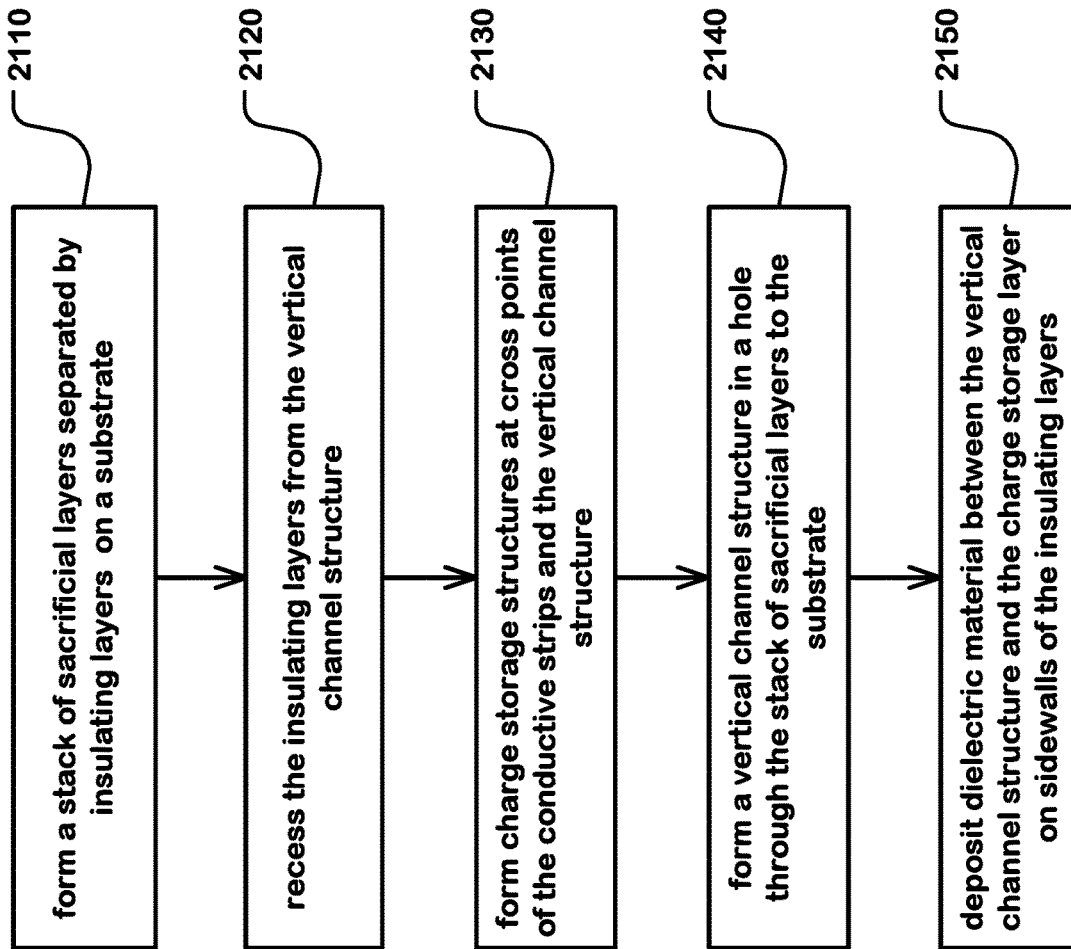 2110
form a stack of sacrificial layers separated by
insulating layers on a substrate
2120
recess the insulating layers from the vertical
channel structure
2130
form charge storage structures at cross points
of the conductive strips and the vertical channel
structure
2140
form a vertical channel structure in a hole
through the stack of sacrificial layers to the
substrate
2150
deposit dielectric material between the vertical
channel structure and the charge storage layer
on sidewalls of the insulating layers